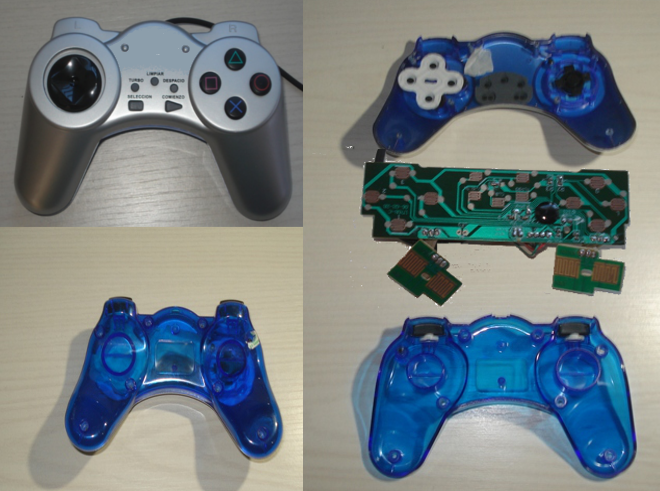 L R
LIMPIAR
TURBO DESPACIO
SELECCION COMIENZO